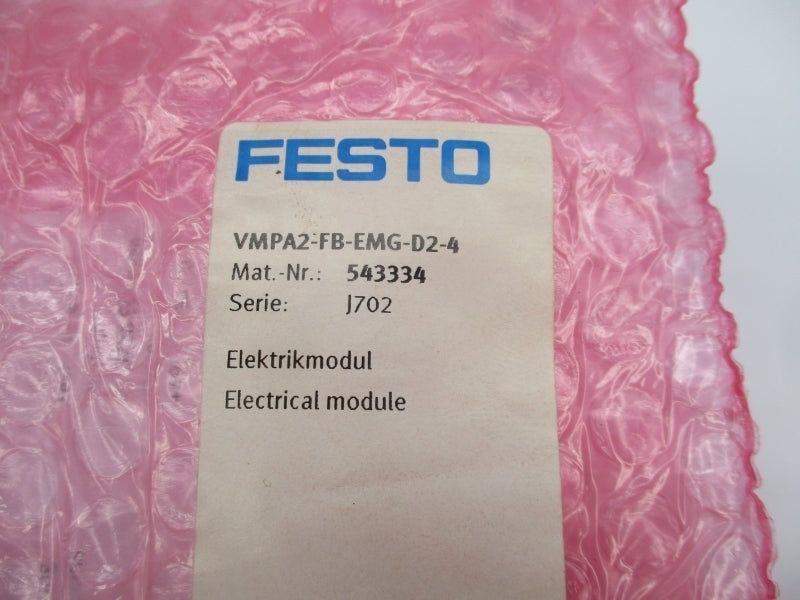 FESTO
VMPA2-FB-EMG-D2-4
Mat.-Nr.: 543334
Serie: J702
Elektrikmodul
Electrical module